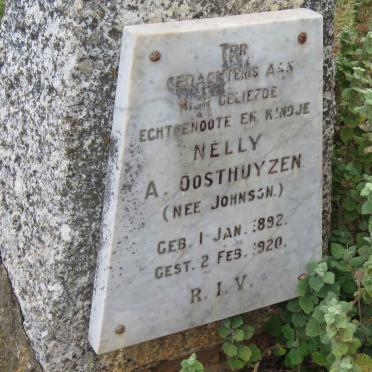 TER
GEDACHTENIS AAN
MIJN GELIEFDE
ECHTGENOOTE EN KINDJE
NELLY
A. OOSTHUYZEN
(NEE JOHNSON.)
GEB. 1 JAN. 1892.
GEST. 2 FEB. 1920.
R. I. V.